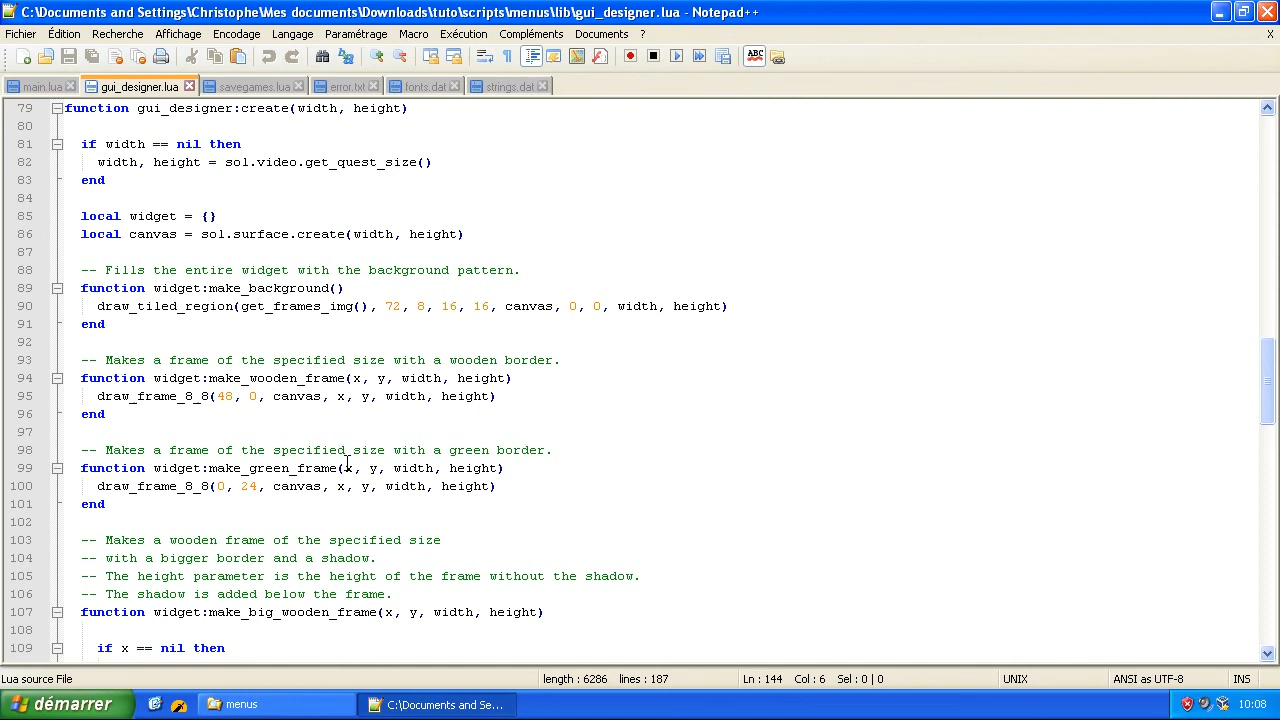 C:\Documents and Settings\Christophe\Mes documents\Downloads\tuto\scripts\menus\lib\gui_designer.lua - Notepad++
Fichier Édition Recherche Affichage Encodage Langage Paramétrage Macro Exécution Compléments Documents ? X
ABC
main.lua gui_designer.lua savegames.lua error.txt fonts.dat strings.dat
79 function gui_designer:create(width, height)
80
81 if width == nil then
82 width, height = sol.video.get_quest_size()
83 end
84
85 local widget = {}
86 local canvas = sol.surface.create(width, height)
87
88 -- Fills the entire widget with the background pattern.
89 function widget:make_background()
90 draw_tiled_region(get_frames_img(), 72, 8, 16, 16, canvas, 0, 0, width, height)
91 end
92
93 -- Makes a frame of the specified size with a wooden border.
94 function widget:make_wooden_frame(x, y, width, height)
95 draw_frame_8_8(48, 0, canvas, x, y, width, height)
96 end
97
98 -- Makes a frame of the specified size with a green border.
99 function widget:make_green_frame(x, y, width, height)
100 draw_frame_8_8(0, 24, canvas, x, y, width, height)
101 end
102
103 -- Makes a wooden frame of the specified size
104 -- with a bigger border and a shadow.
105 -- The height parameter is the height of the frame without the shadow.
106 -- The shadow is added below the frame.
107 function widget:make_big_wooden_frame(x, y, width, height)
108
109 if x == nil then
Lua source File length : 6286 lines : 187 Ln : 144 Col : 6 Sel : 0 | 0 UNIX ANSI as UTF-8 INS
démarrer menus C:\Documents and Se... 10:08